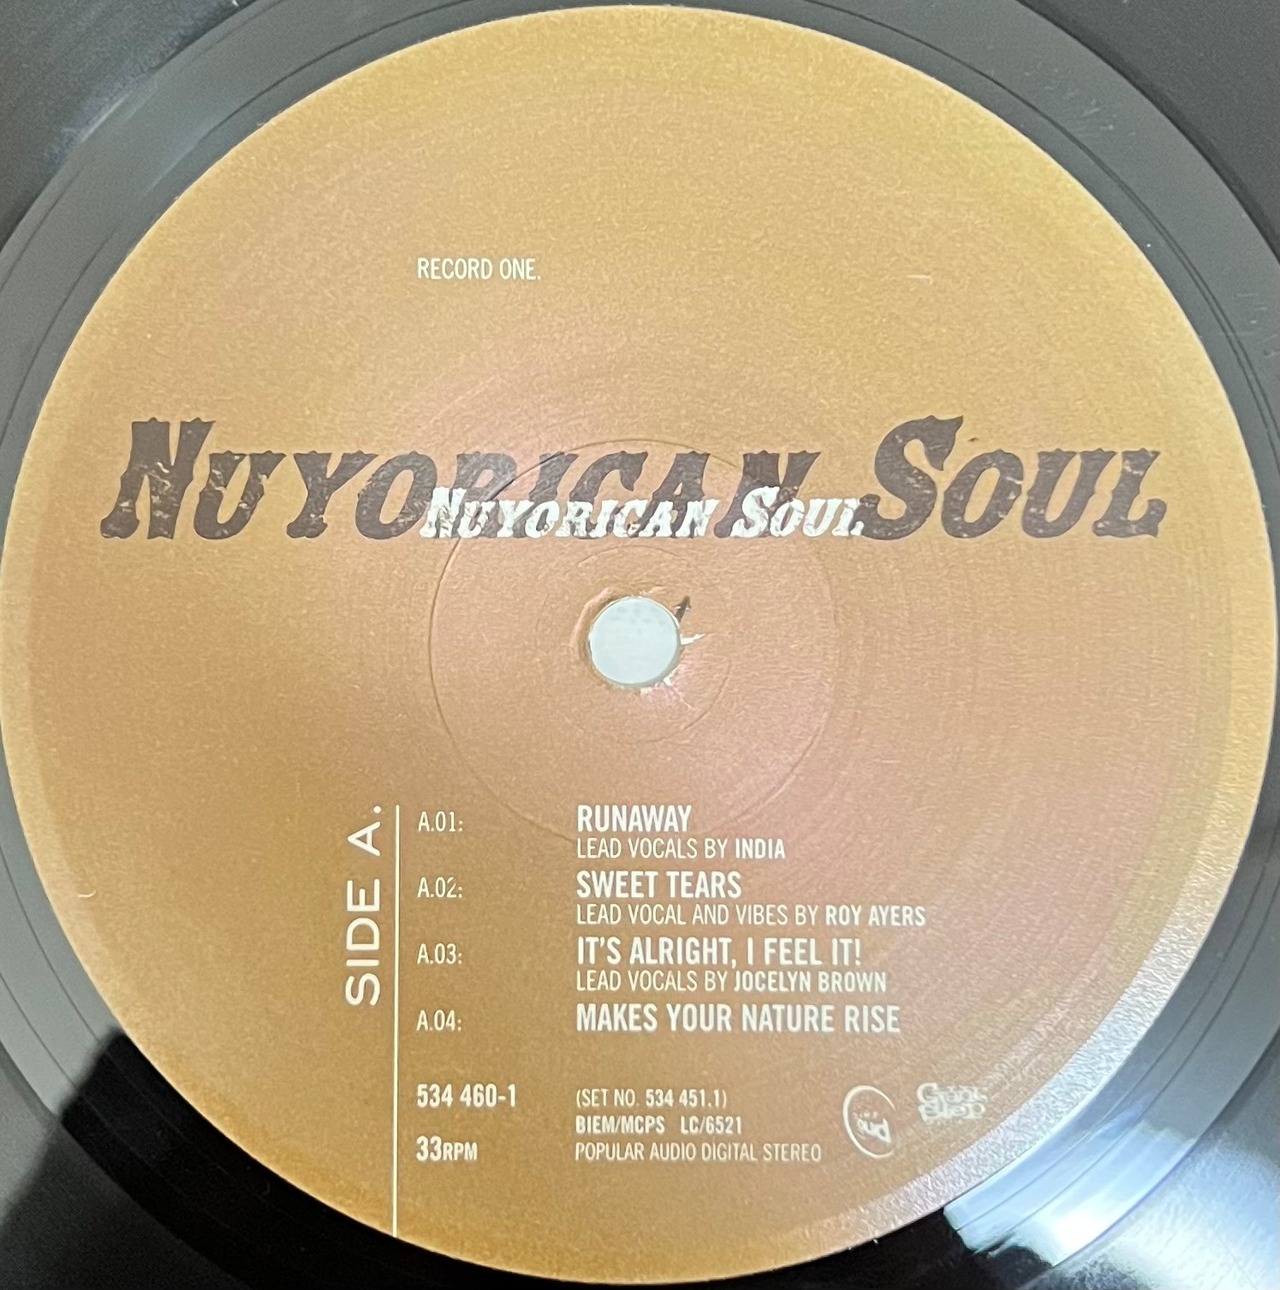 RECORD ONE.
NUYORICAN SOUL
NUYORICAN SOUL
SIDE A.
A.01: RUNAWAY
LEAD VOCALS BY INDIA
A.02: SWEET TEARS
LEAD VOCAL AND VIBES BY ROY AYERS
A.03: IT'S ALRIGHT, I FEEL IT!
LEAD VOCALS BY JOCELYN BROWN
A.04: MAKES YOUR NATURE RISE
534 460-1 (SET NO. 534 451.1)
BIEM/MCPS LC/6521
33RPM POPULAR AUDIO DIGITAL STEREO
Giant
Step